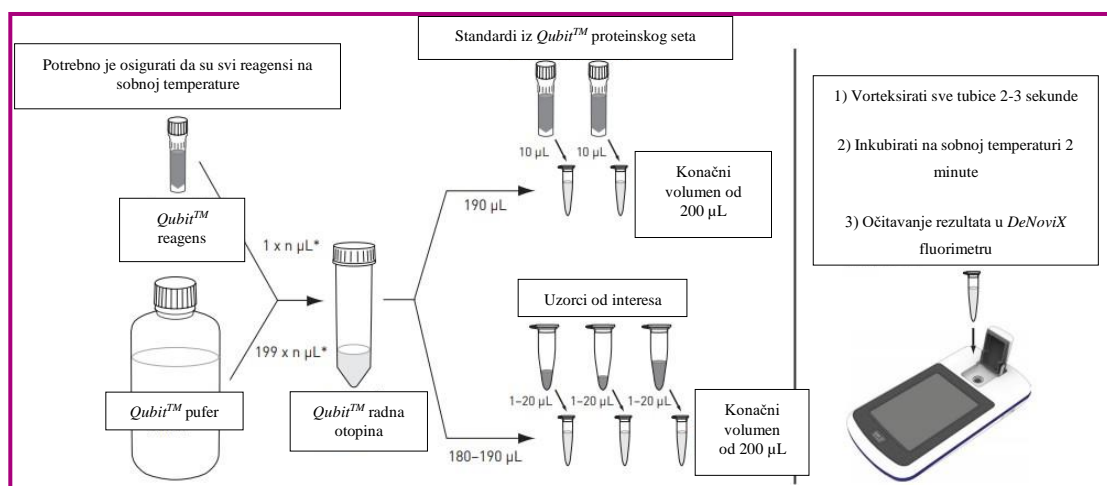 Potrebno je osigurati da su svi reagensi na
sobnoj temperature
Qubit™
reagens
1 x n µL*
199 x n µL*
Qubit™ pufer
Qubit™ radna
otopina
Standardi iz Qubit™ proteinskog seta
10 µL
10 µL
190 µL
Konačni
volumen od
200 µL
Uzorci od interesa
1–20 µL
1–20 µL
1–20 µL
180–190 µL
Konačni
volumen
od 200 µL
1) Vorteksirati sve tubice 2-3 sekunde
2) Inkubirati na sobnoj temperaturi 2
minute
3) Očitavanje rezultata u DeNoviX
fluorimetru